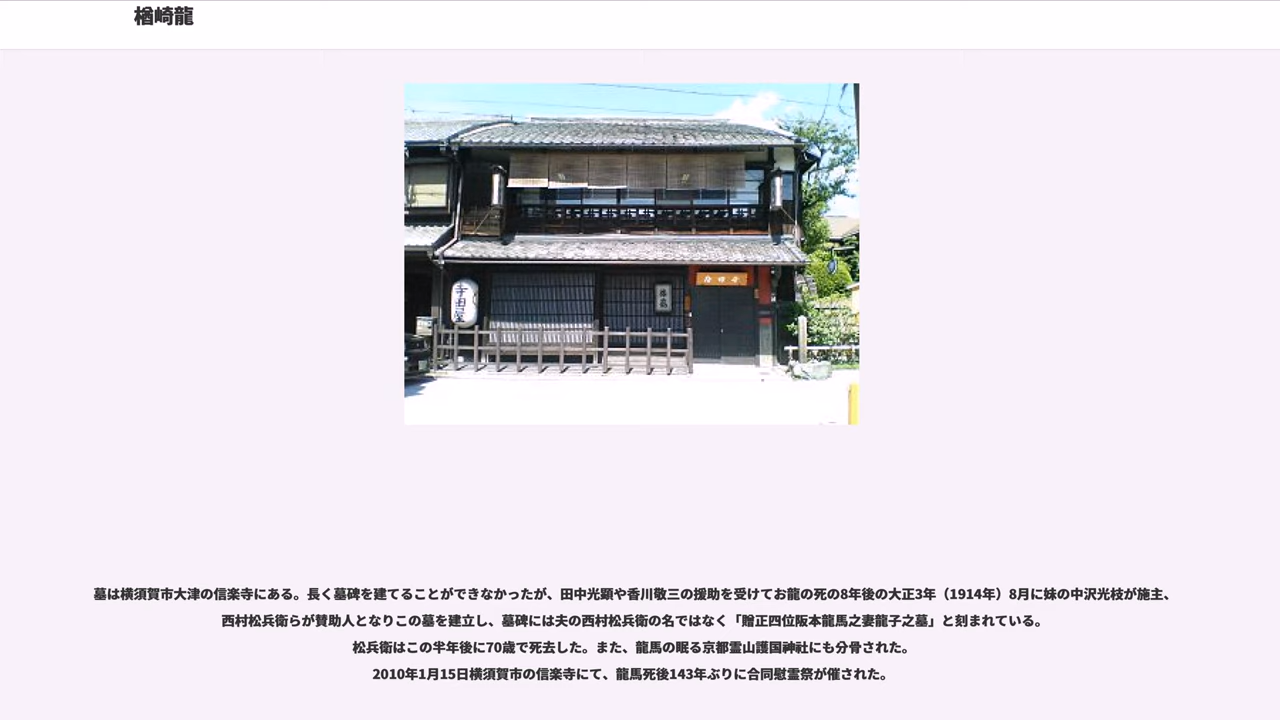 楢崎龍
寺田屋
墓は横須賀市大津の信楽寺にある。長く墓碑を建てることができなかったが、田中光顕や香川敬三の援助を受けてお龍の死の8年後の大正3年（1914年）8月に妹の中沢光枝が施主、
西村松兵衛らが賛助人となりこの墓を建立し、墓碑には夫の西村松兵衛の名ではなく「贈正四位阪本龍馬之妻龍子之墓」と刻まれている。
松兵衛はこの半年後に70歳で死去した。また、龍馬の眠る京都霊山護国神社にも分骨された。
2010年1月15日横須賀市の信楽寺にて、龍馬死後143年ぶりに合同慰霊祭が催された。